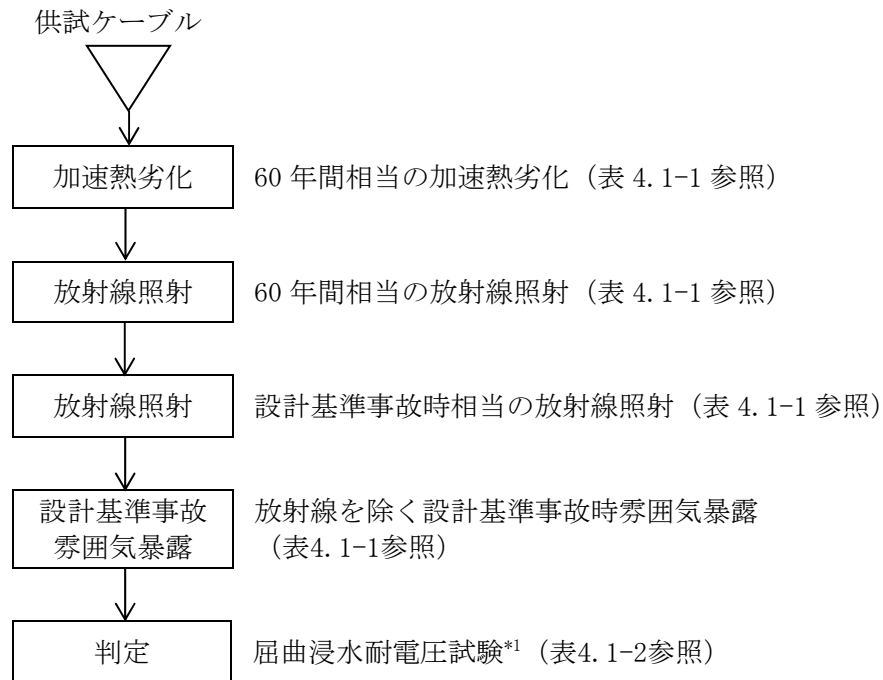 供試ケーブル
加速熱劣化 60 年間相当の加速熱劣化（表 4.1-1 参照）
放射線照射 60 年間相当の放射線照射（表 4.1-1 参照）
放射線照射 設計基準事故時相当の放射線照射（表 4.1-1 参照）
設計基準事故 放射線を除く設計基準事故時雰囲気暴露
雰囲気暴露 （表4.1-1参照）
判定 屈曲浸水耐電圧試験*1（表4.1-2参照）